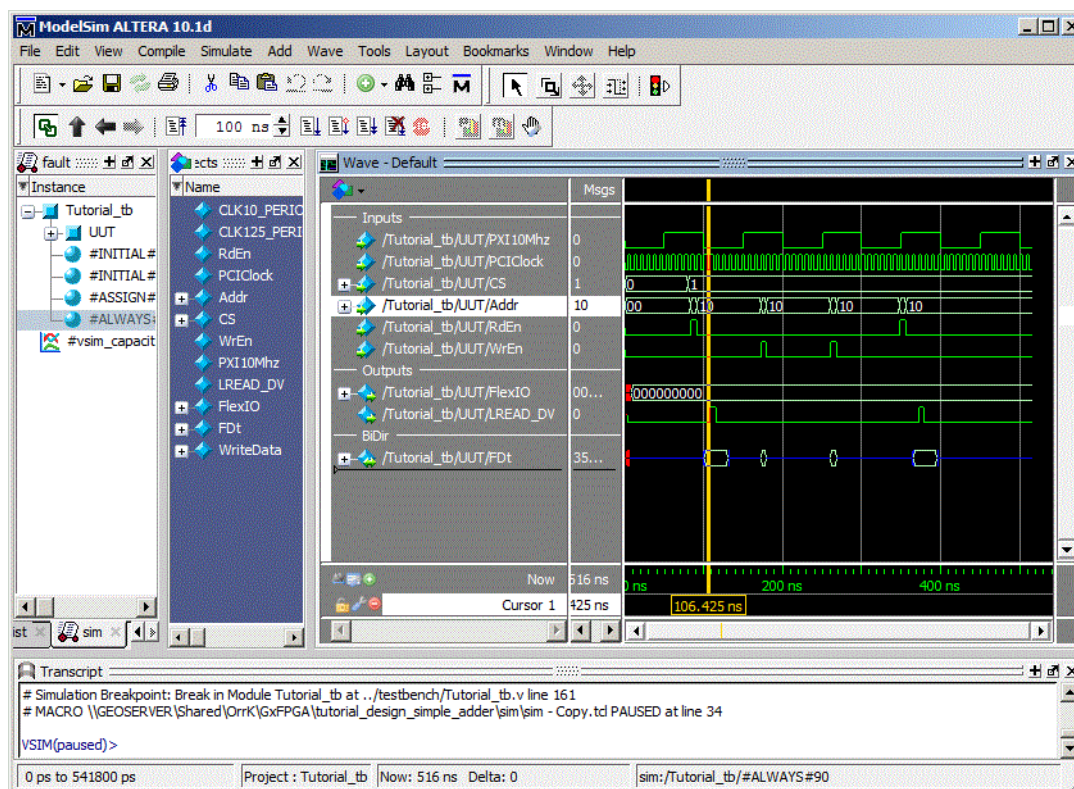 ModelSim ALTERA 10.1d
File Edit View Compile Simulate Add Wave Tools Layout Bookmarks Window Help
100 ns
fault
Instance
Tutorial_tb
UUT
#INITIAL#
#INITIAL#
#ASSIGN#
#ALWAYS#
#vsim_capacit
ist sim
ects
Name
CLK10_PERIO
CLK125_PERI
RdEn
PCIClock
Addr
CS
WrEn
PXI10Mhz
LREAD_DV
FlexIO
FDt
WriteData
Wave - Default
Msgs
Inputs
/Tutorial_tb/UUT/PXI10Mhz 0
/Tutorial_tb/UUT/PCIClock 0
/Tutorial_tb/UUT/CS 1 0 1
/Tutorial_tb/UUT/Addr 10 00 10 10 10 10
/Tutorial_tb/UUT/RdEn 0
/Tutorial_tb/UUT/WrEn 0
Outputs
/Tutorial_tb/UUT/FlexIO 00... 000000000
/Tutorial_tb/UUT/LREAD_DV 0
BiDir
/Tutorial_tb/UUT/FDt 35...
Now 516 ns ns 200 ns 400 ns
Cursor 1 425 ns 106.425 ns
Transcript
# Simulation Breakpoint: Break in Module Tutorial_tb at ../testbench/Tutorial_tb.v line 161
# MACRO \\GEOSERVER\Shared\OrrK\GxFPGA\tutorial_design_simple_adder\sim\sim - Copy.tcl PAUSED at line 34
VSIM(paused)>
0 ps to 541800 ps Project : Tutorial_tb Now: 516 ns Delta: 0 sim:/Tutorial_tb/#ALWAYS#90